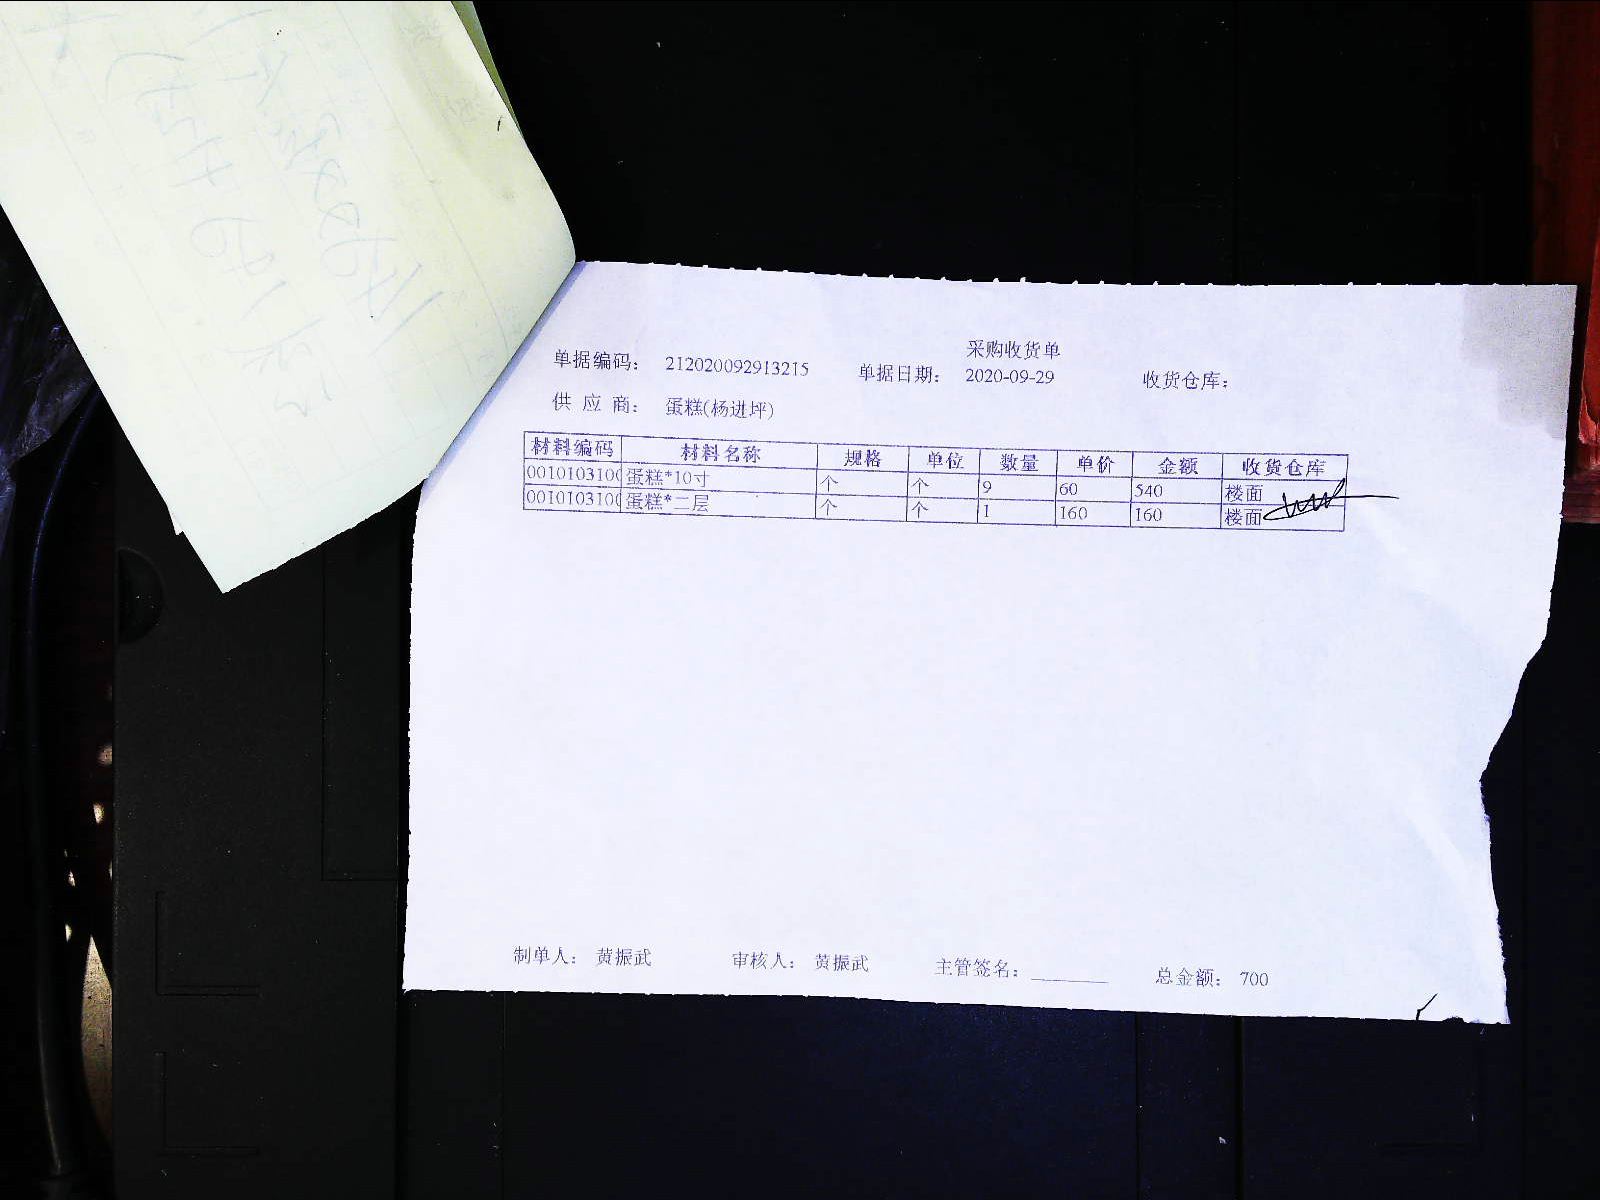 采购收货单
单据编码: 212020092913215 单据日期: 2020-09-29 收货仓库:
供应商: 蛋糕(杨进坪)
材料编码 材料名称 规格 单位 数量 单价 金额 收货仓库
0010103100 蛋糕*10寸 个 个 9 60 540 楼面
0010103100 蛋糕*二层 个 个 1 160 160 楼面
制单人: 黄振武 审核人: 黄振武 主管签名: 总金额: 700